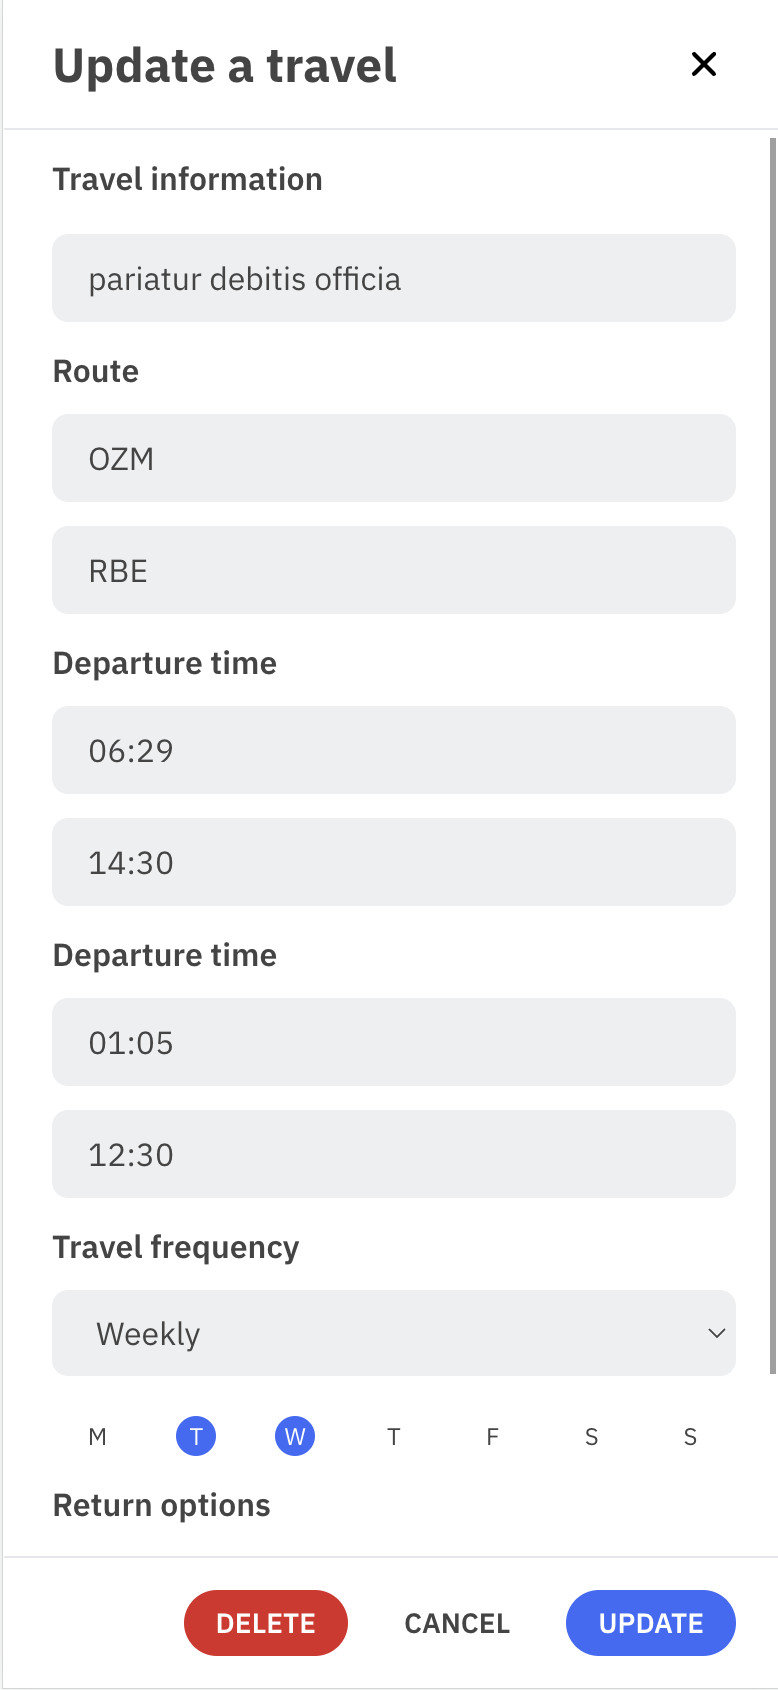 Update a travel
Travel information
pariatur debitis officia
Route
OZM
RBE
Departure time
06:29
14:30
Departure time
01:05
12:30
Travel frequency
Weekly
M T W T F S S
Return options
DELETE CANCEL UPDATE